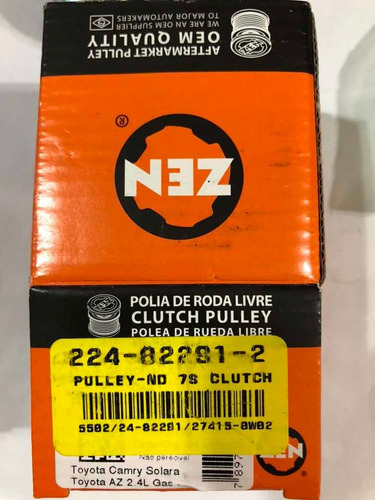 AFTERMARKET PULLEY
OEM QUALITY
WE ARE AN OEM SUPPLIER
TO MAJOR AUTOMAKERS
ZEN
®
POLIA DE RODA LIVRE
CLUTCH PULLEY
POLEA DE RUEDA LIBRE
224-82281-2
PULLEY-ND 7S CLUTCH
5502/24-82281/27415-0W02
Não perecível
Toyota Camry Solara
Toyota AZ 2.4L Gas
ZEN